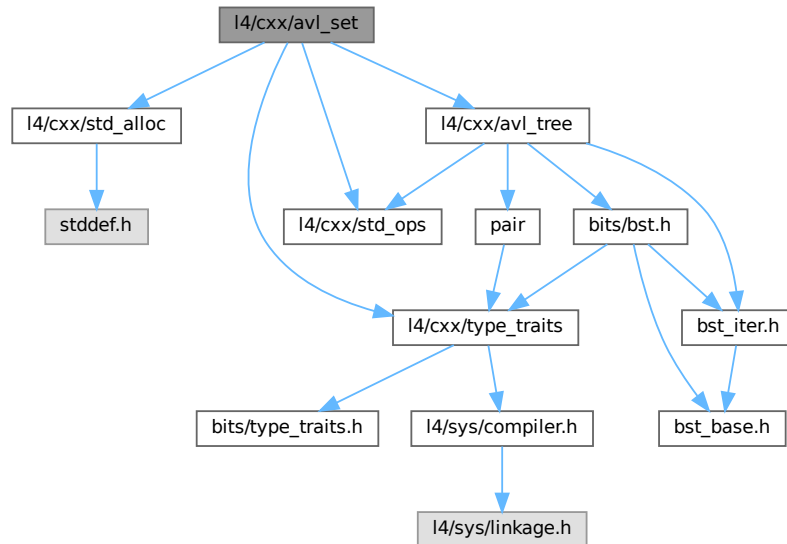 l4/cxx/avl_set
l4/cxx/std_alloc
l4/cxx/avl_tree
stddef.h
l4/cxx/std_ops
pair
bits/bst.h
l4/cxx/type_traits
bst_iter.h
bits/type_traits.h
l4/sys/compiler.h
bst_base.h
l4/sys/linkage.h